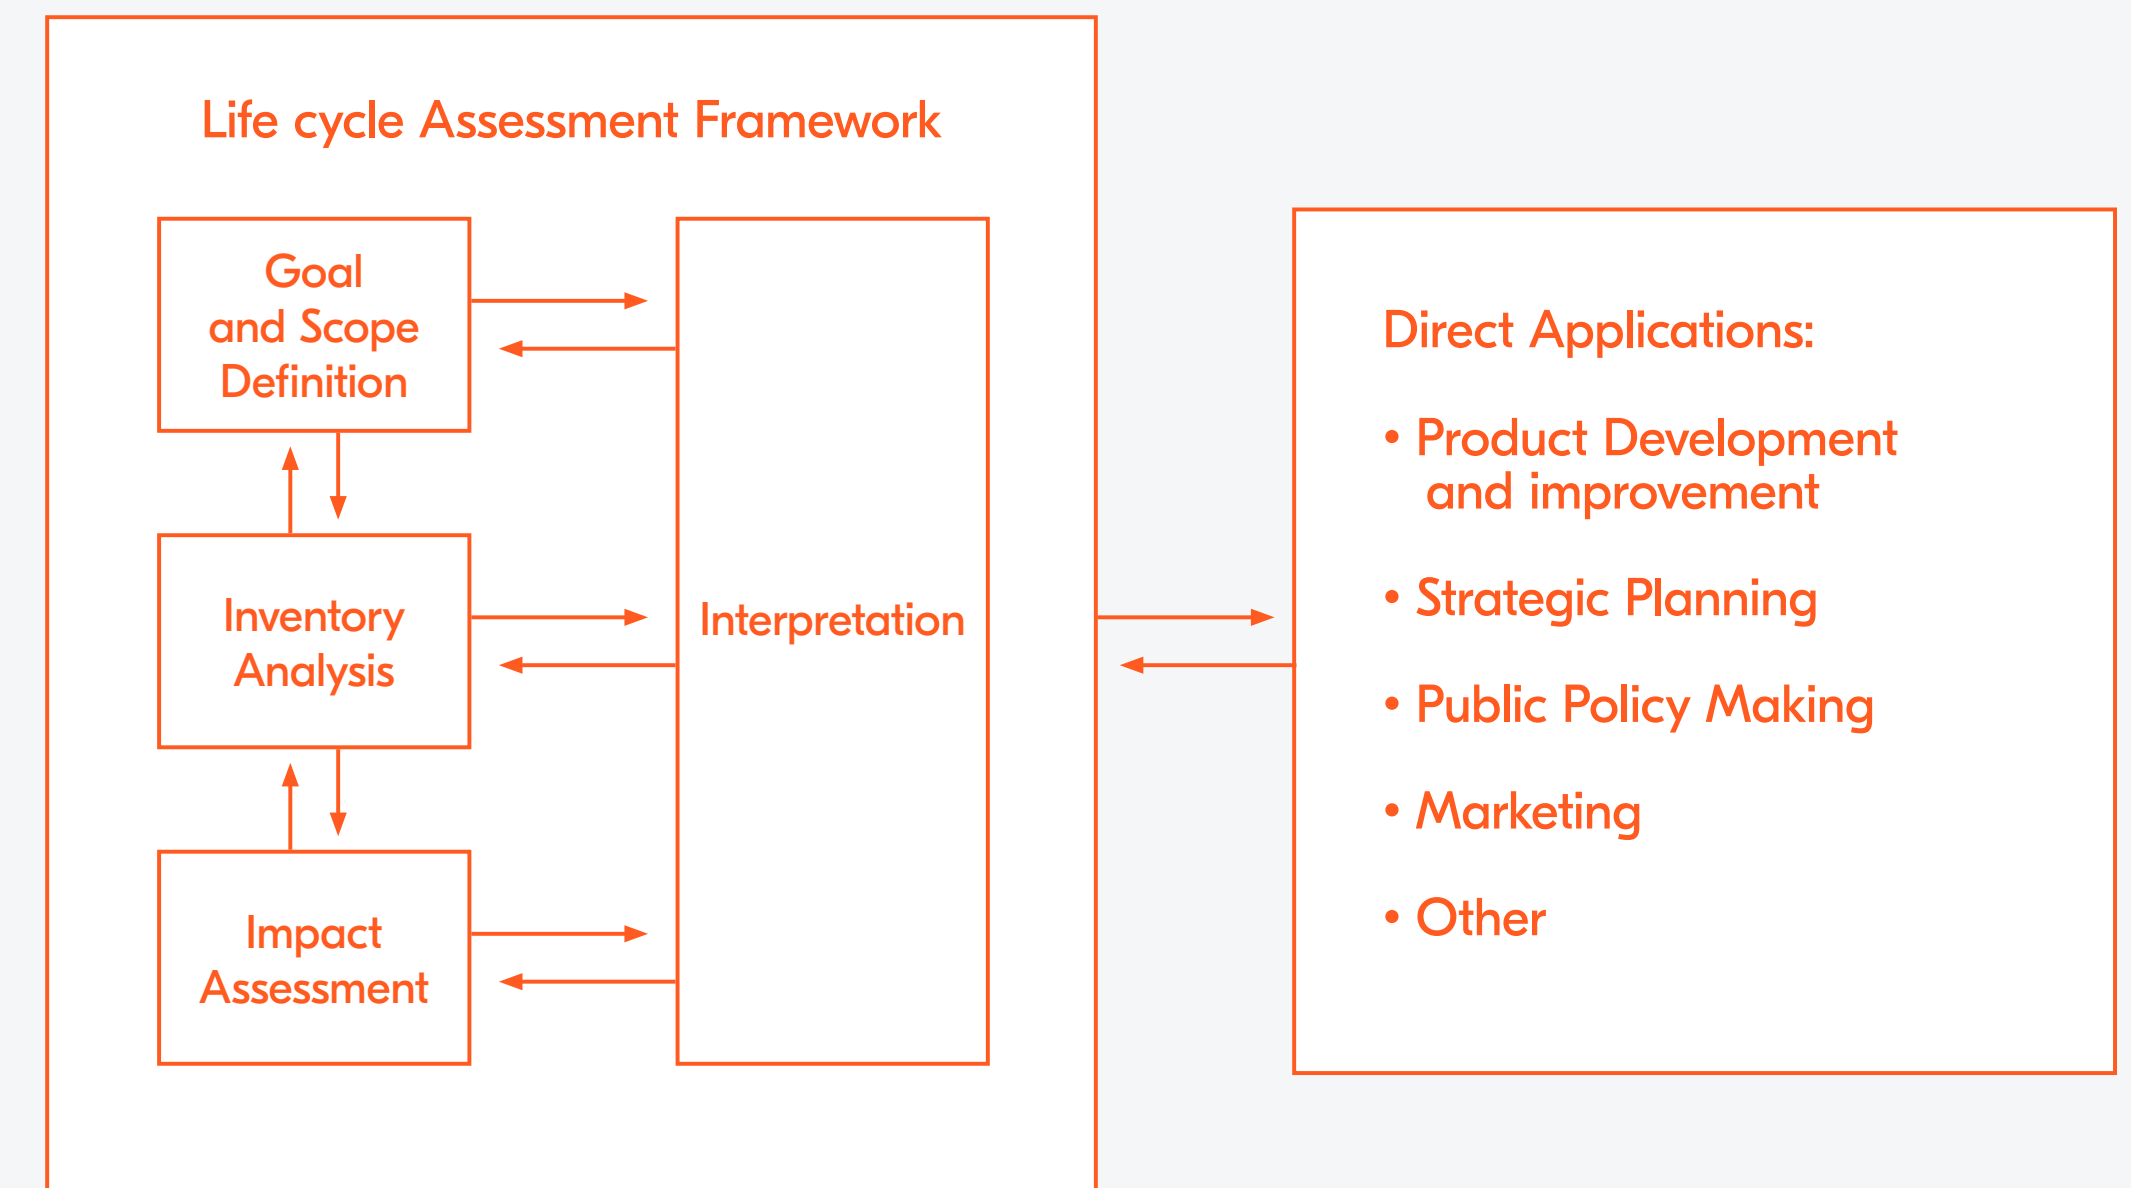 Life cycle Assessment Framework
Goal
and Scope
Definition
Inventory
Analysis
Impact
Assessment
Interpretation
Direct Applications:
• Product Development
and improvement
• Strategic Planning
• Public Policy Making
• Marketing
• Other